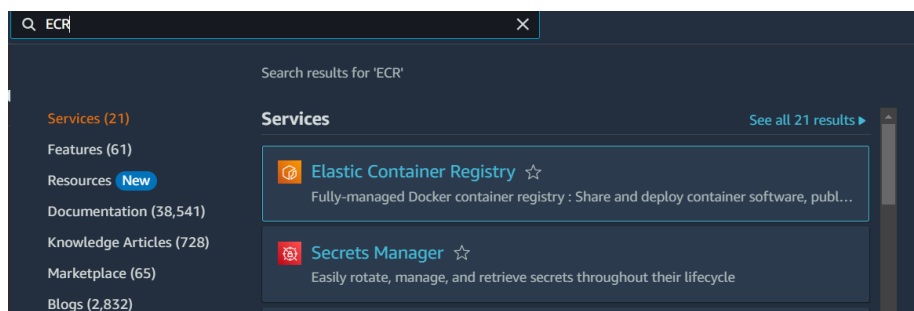 ECR
Search results for 'ECR'
Services (21)
Features (61)
Resources New
Documentation (38,541)
Knowledge Articles (728)
Marketplace (65)
Blogs (2,832)
Services
See all 21 results
Elastic Container Registry
Fully-managed Docker container registry : Share and deploy container software, publ...
Secrets Manager
Easily rotate, manage, and retrieve secrets throughout their lifecycle